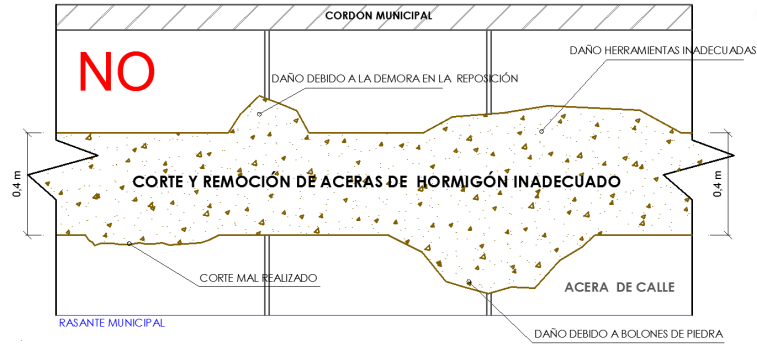 CORDÓN MUNICIPAL
NO
DAÑO HERRAMIENTAS INADECUADAS
DAÑO DEBIDO A LA DEMORA EN LA REPOSICIÓN
0,4 m
CORTE Y REMOCIÓN DE ACERAS DE HORMIGÓN INADECUADO
0,4 m
CORTE MAL REALIZADO
ACERA DE CALLE
RASANTE MUNICIPAL
DAÑO DEBIDO A BOLONES DE PIEDRA